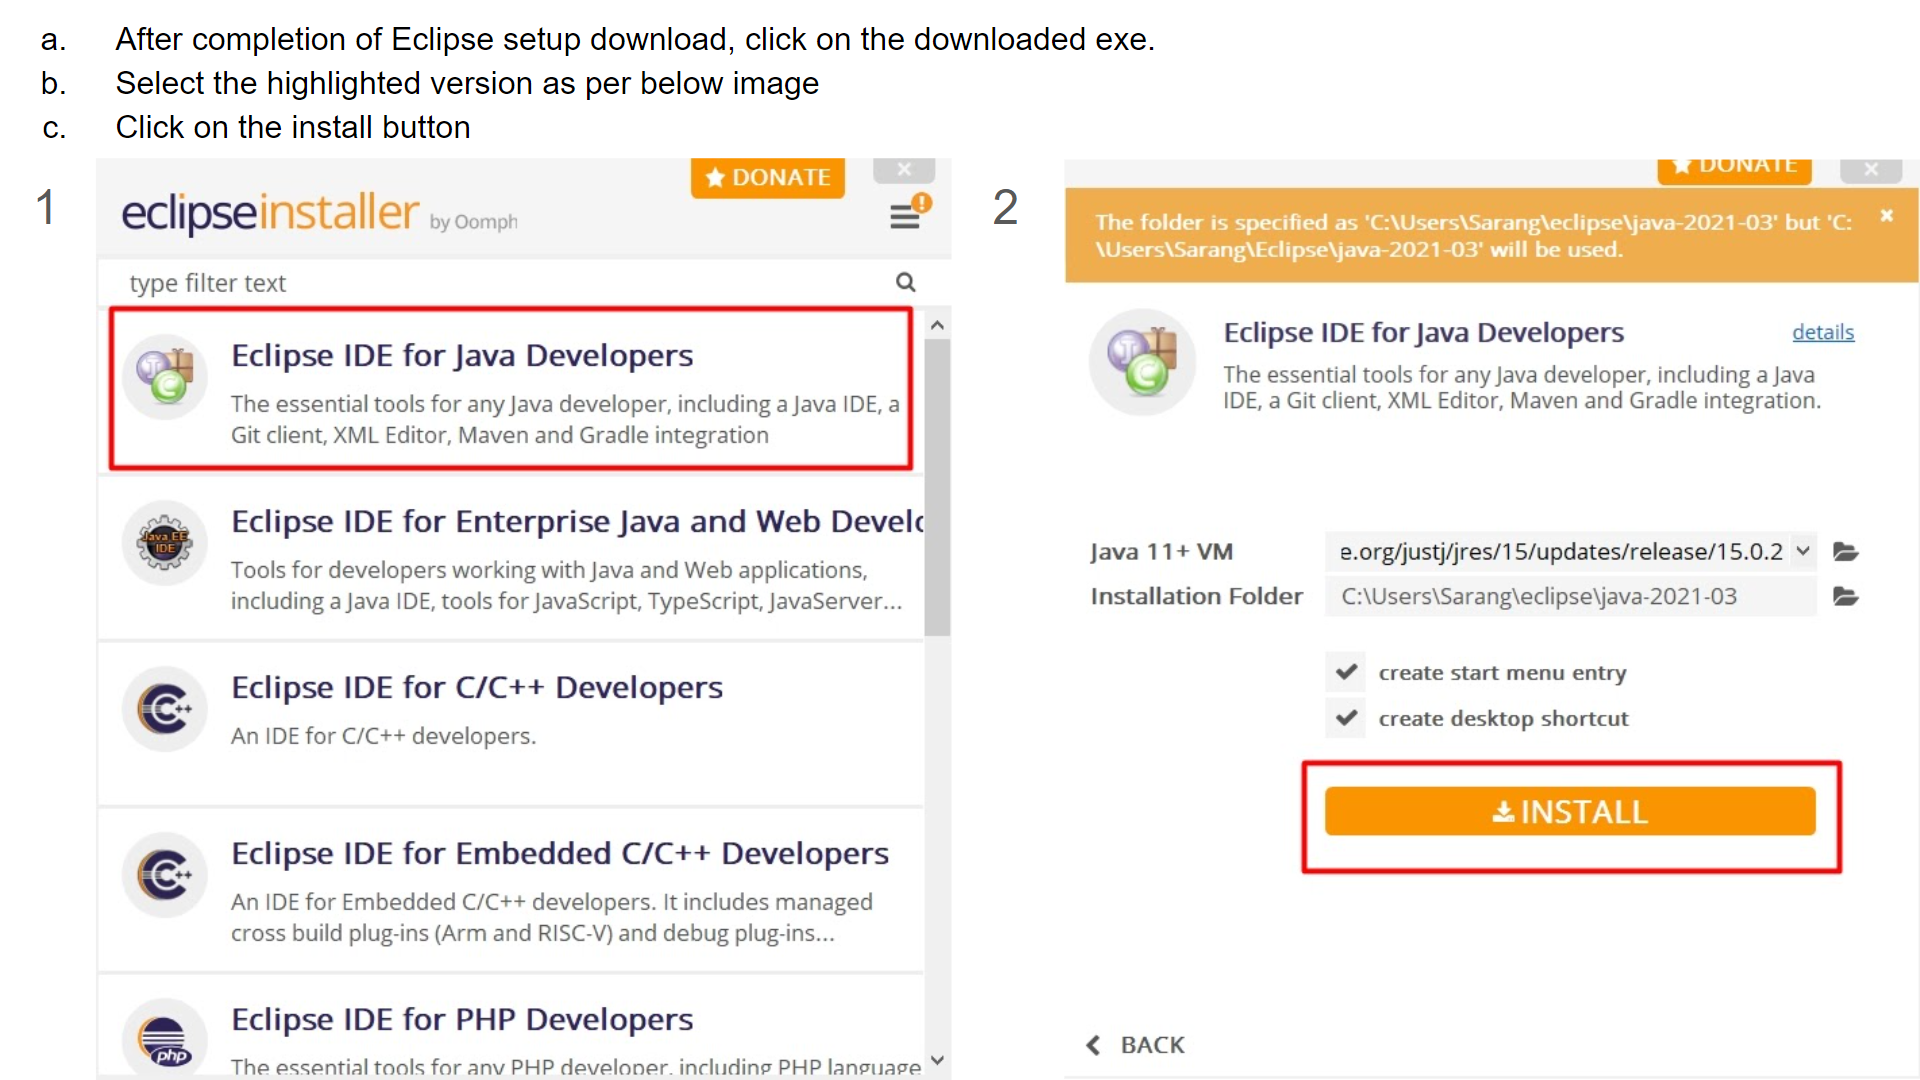 a. After completion of Eclipse setup download, click on the downloaded exe.
b. Select the highlighted version as per below image
c. Click on the install button
1
DONATE
eclipseinstaller by Oomph
type filter text
Eclipse IDE for Java Developers
The essential tools for any Java developer, including a Java IDE, a
Git client, XML Editor, Maven and Gradle integration
Java EE
IDE
Eclipse IDE for Enterprise Java and Web Develo
Tools for developers working with Java and Web applications,
including a Java IDE, tools for JavaScript, TypeScript, JavaServer...
Eclipse IDE for C/C++ Developers
An IDE for C/C++ developers.
Eclipse IDE for Embedded C/C++ Developers
An IDE for Embedded C/C++ developers. It includes managed
cross build plug-ins (Arm and RISC-V) and debug plug-ins...
php
Eclipse IDE for PHP Developers
The essential tools for any PHP developer, including PHP language
2
DONATE
The folder is specified as 'C:\Users\Sarang\eclipse\java-2021-03' but 'C:
\Users\Sarang\Eclipse\java-2021-03' will be used.
Eclipse IDE for Java Developers
details
The essential tools for any Java developer, including a Java
IDE, a Git client, XML Editor, Maven and Gradle integration.
Java 11+ VM e.org/justj/jres/15/updates/release/15.0.2
Installation Folder C:\Users\Sarang\eclipse\java-2021-03
create start menu entry
create desktop shortcut
INSTALL
BACK